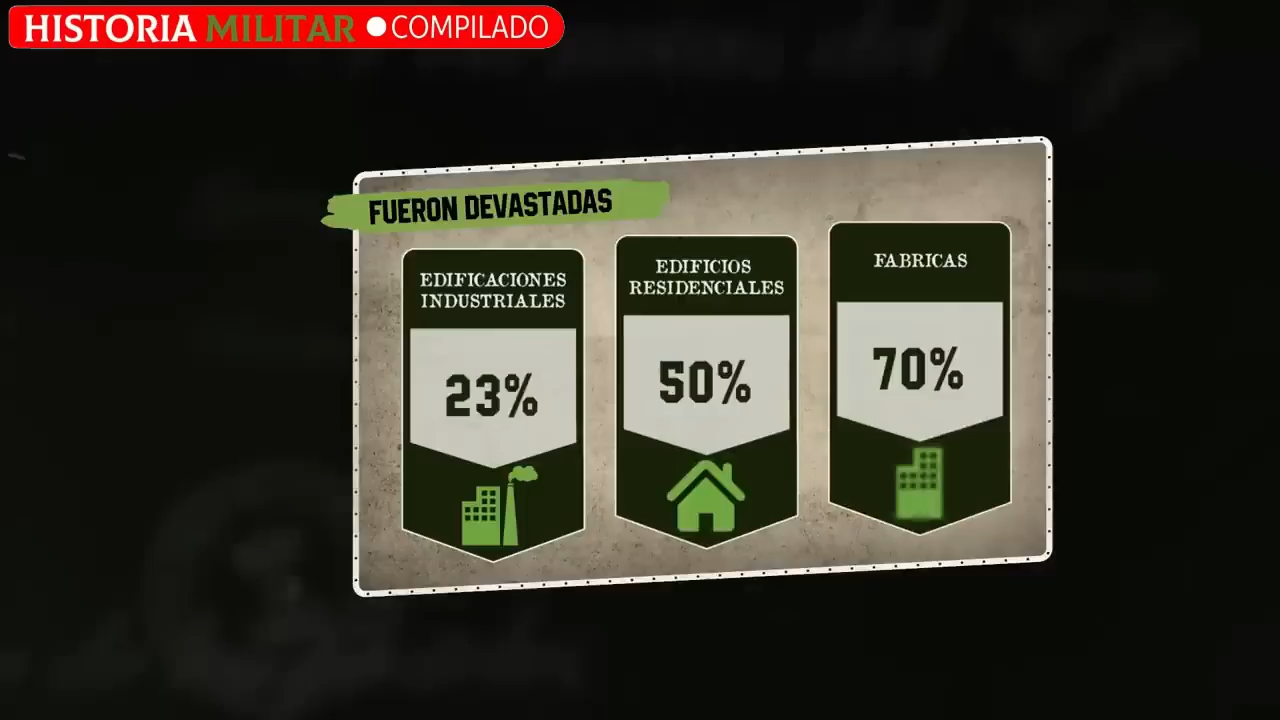 HISTORIA MILITAR COMPILADO
FUERON DEVASTADAS
EDIFICACIONES
INDUSTRIALES
23%
EDIFICIOS
RESIDENCIALES
50%
FABRICAS
70%